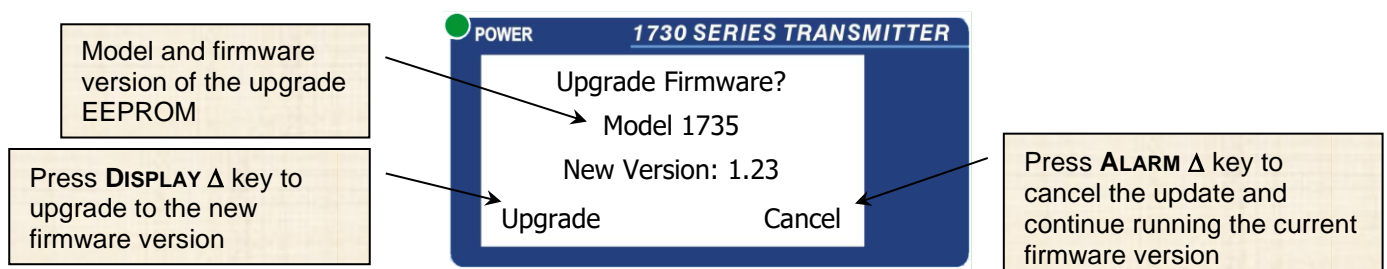 Model and firmware
version of the upgrade
EEPROM
Press DISPLAY Δ key to
upgrade to the new
firmware version
POWER
1730 SERIES TRANSMITTER
Upgrade Firmware?
Model 1735
New Version: 1.23
Upgrade
Cancel
Press ALARM Δ key to
cancel the update and
continue running the current
firmware version